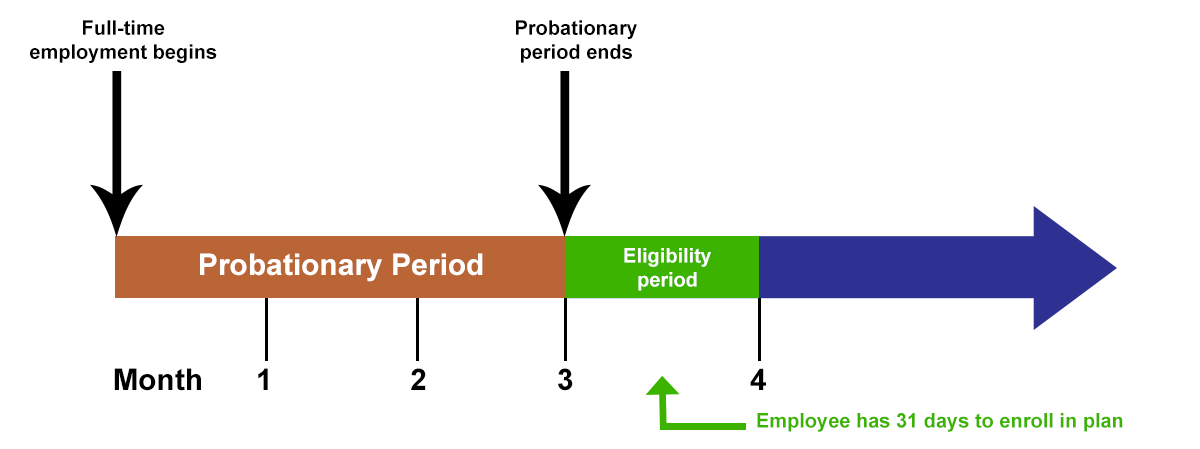 Full-time
employment begins
Probationary
period ends
Probationary Period
Eligibility
period
Month 1 2 3 4
Employee has 31 days to enroll in plan